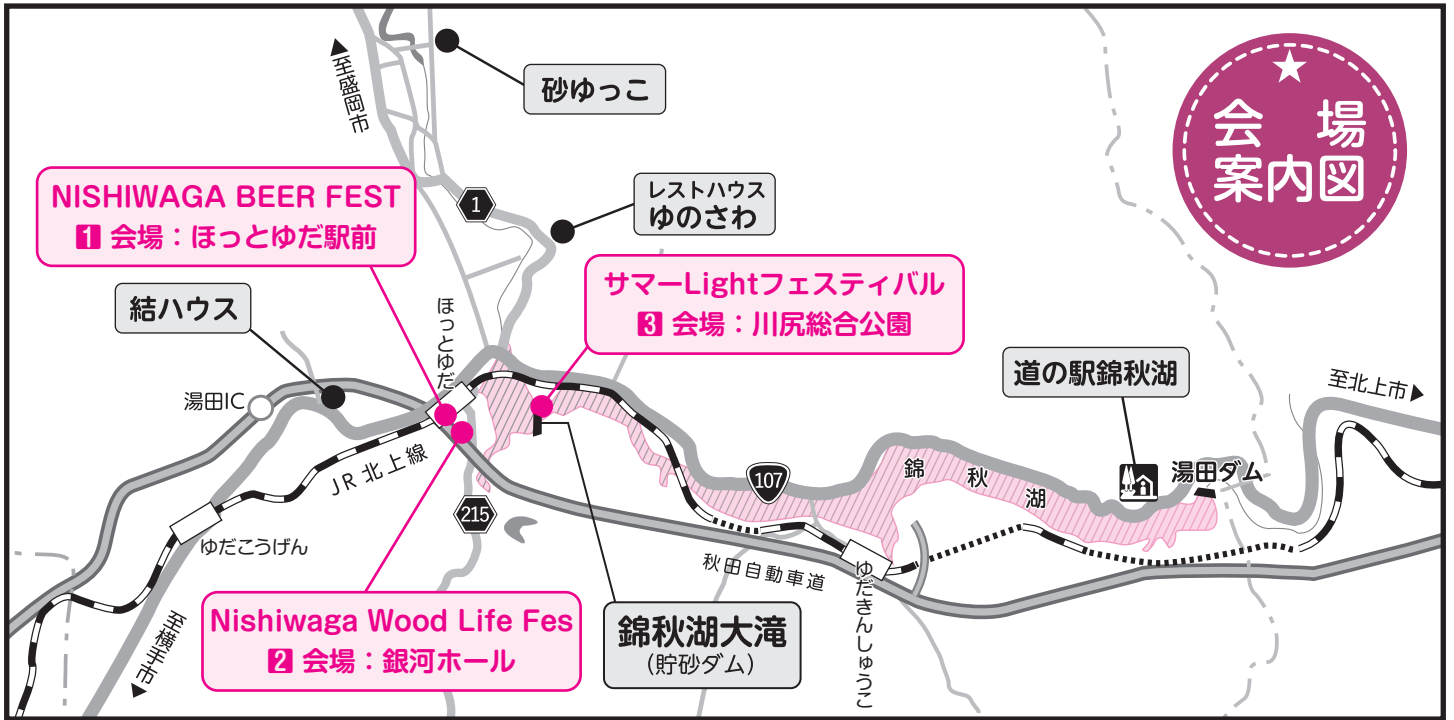 会場
案内図
▲至盛岡市
砂ゆっこ
NISHIWAGA BEER FEST
1 会場：ほっとゆだ駅前
1
レストハウス
ゆのさわ
サマーLightフェスティバル
3 会場：川尻総合公園
結ハウス
ほっとゆだ
道の駅錦秋湖
至北上市▶
湯田IC
JR北上線
107
錦秋湖
湯田ダム
215
ゆだこうげん
秋田自動車道
ゆだきんしゅうこ
Nishiwaga Wood Life Fes
2 会場：銀河ホール
錦秋湖大滝
(貯砂ダム)
至横手市▼